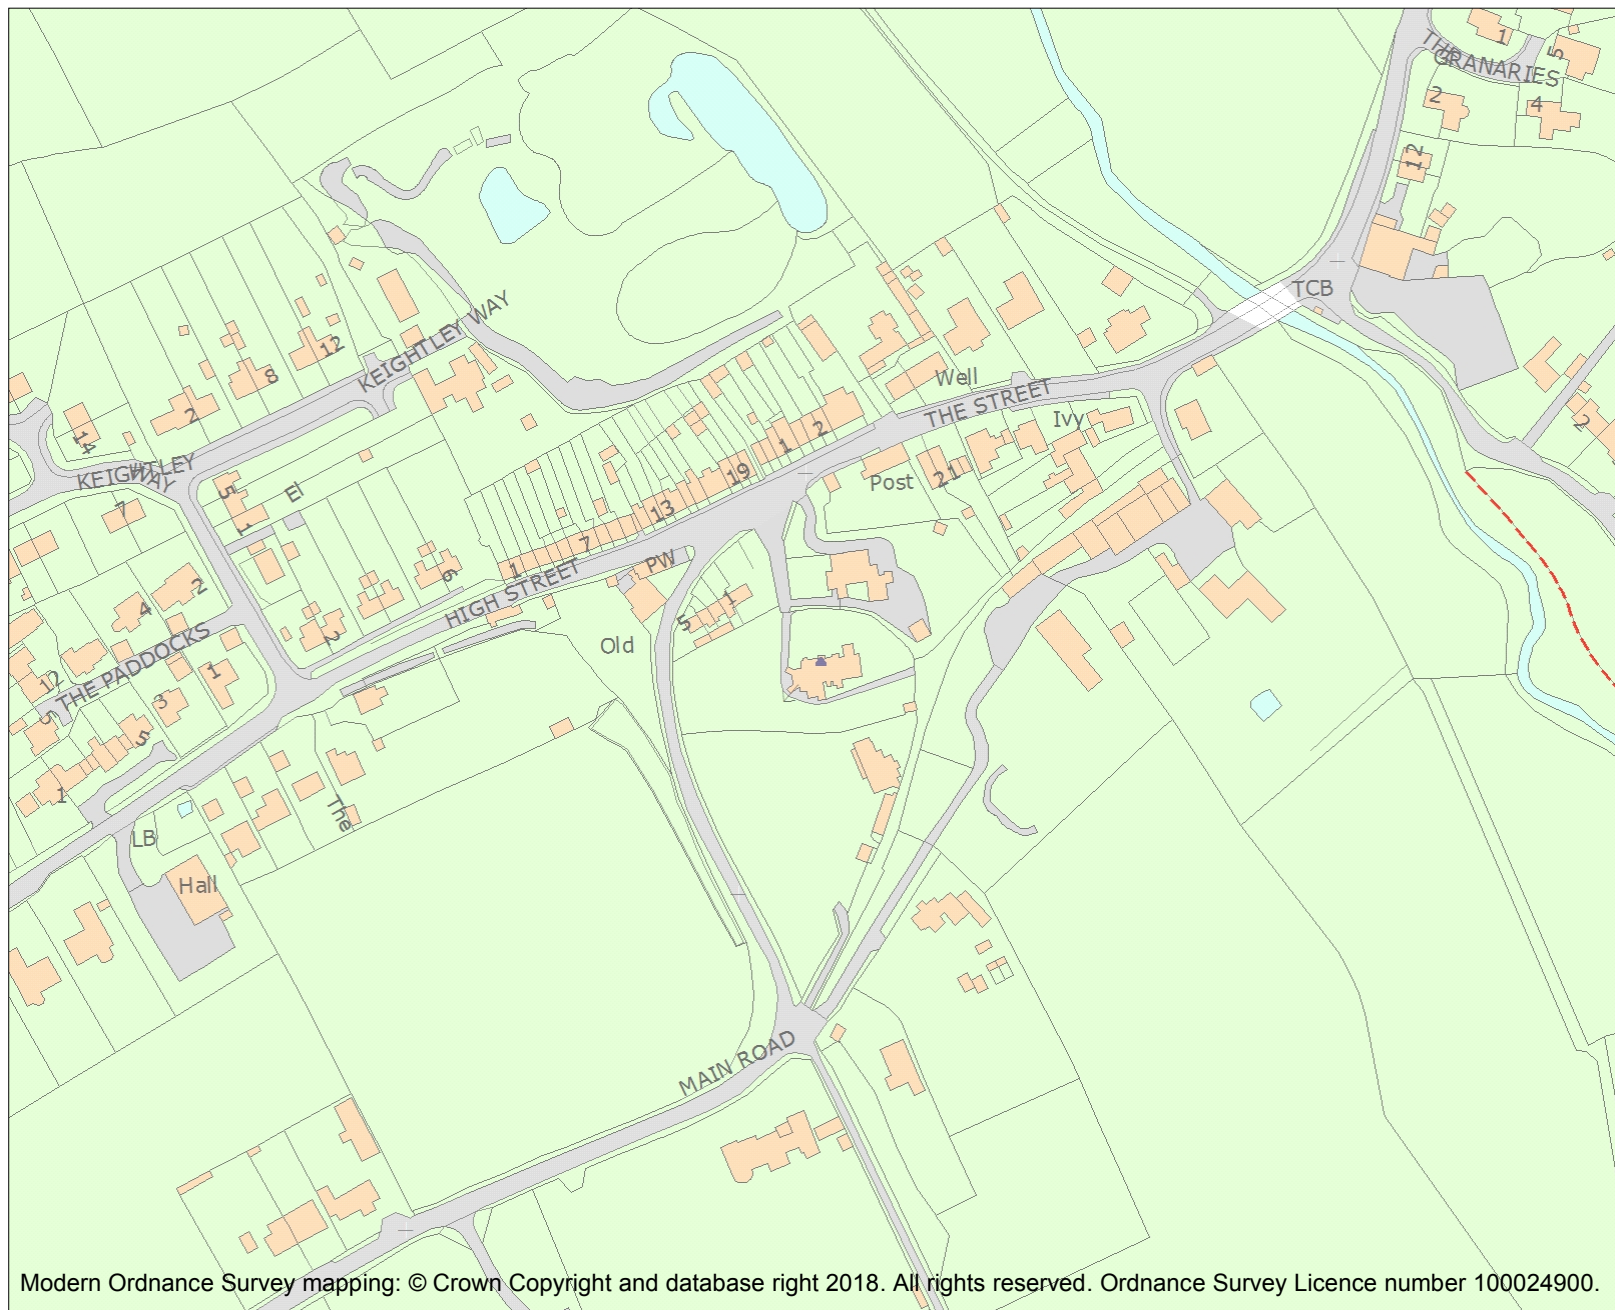 THE
GRANARIES
1
5
2
4
12
TCB
KEIGHTLEY WAY
12
8
2
14
KEIGHTLEY
WAY
7
5
1
El
THE STREET
Well
Ivy
2
1
19
13
7
1
Post
21
2
HIGH STREET
PW
6
2
4
2
THE PADDOCKS
12
5
3
1
5
1
Old
5
1
The
LB
Hall
MAIN ROAD
Modern Ordnance Survey mapping: © Crown Copyright and database right 2018. All rights reserved. Ordnance Survey Licence number 100024900.